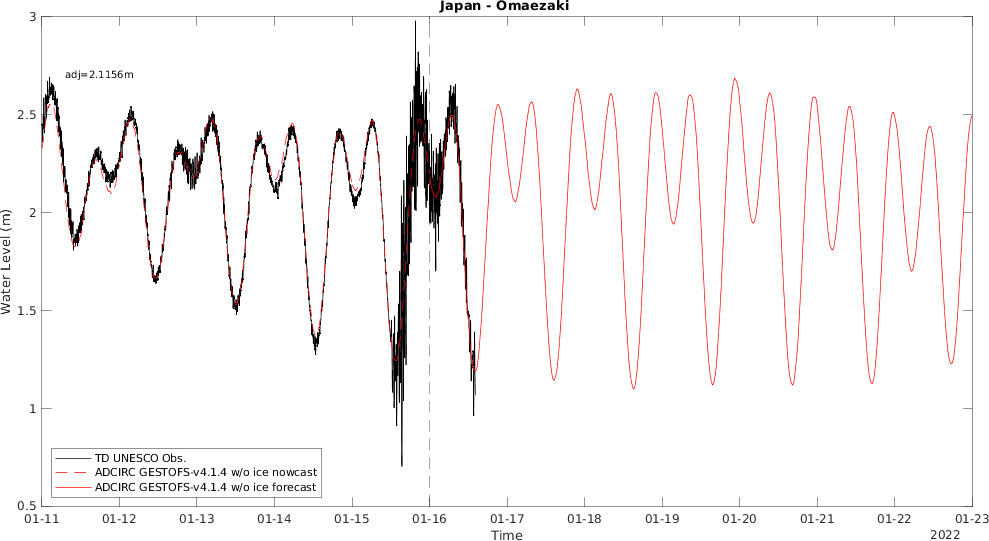 Japan - Omaezaki
adj=2.1156m
3
2.5
2
1.5
1
0.5
Water Level (m)
TD UNESCO Obs.
ADCIRC GESTOFS-v4.1.4 w/o ice nowcast
ADCIRC GESTOFS-v4.1.4 w/o ice forecast
01-11 01-12 01-13 01-14 01-15 01-16 01-17 01-18 01-19 01-20 01-21 01-22 01-23
Time
2022